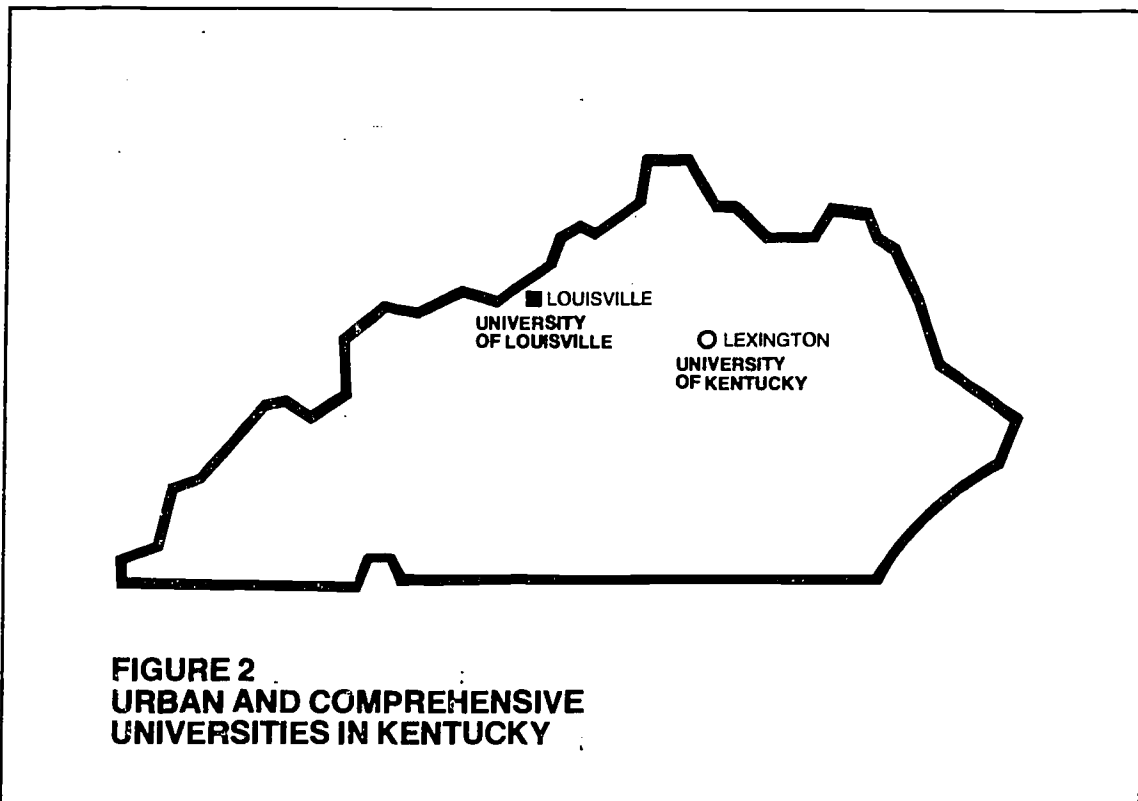 LOUISVILLE
UNIVERSITY
OF LOUISVILLE
LEXINGTON
UNIVERSITY
OF KENTUCKY
FIGURE 2
URBAN AND COMPREHENSIVE
UNIVERSITIES IN KENTUCKY